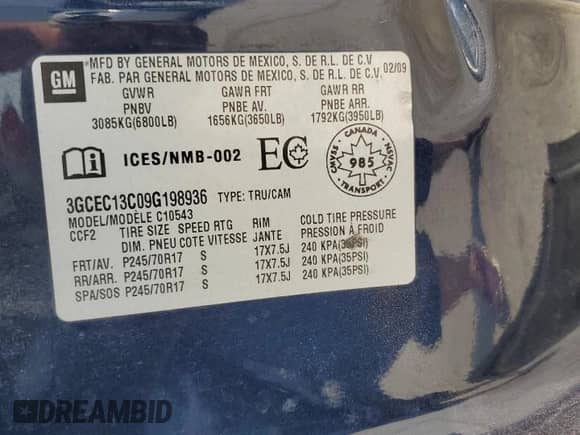 GM
MFD BY GENERAL MOTORS DE MEXICO, S. DE R.L. DE C.V
FAB. PAR GENERAL MOTORS DE MEXICO, S. DE R.L. DE C.V. 02/09
GVWR GAWR FRT GAWR RR
PNBV PNBE AV. PNBE ARR.
3085KG(6800LB) 1656KG(3650LB) 1792KG(3950LB)
ICES/NMB-002 EC
CANADA
CMVSS NSVAC
985
TRANSPORT
3GCEC13C09G198936 TYPE: TRU/CAM
MODEL/MODÈLE C10543
CCF2 TIRE SIZE SPEED RTG RIM COLD TIRE PRESSURE
DIM. PNEU COTE VITESSE JANTE PRESSION A FROID
FRT/AV. P245/70R17 S 17X7.5J 240 KPA(35PSI)
RR/ARR. P245/70R17 S 17X7.5J 240 KPA(35PSI)
SPA/SOS P245/70R17 S 17X7.5J 240 KPA(35PSI)
DREAMBID